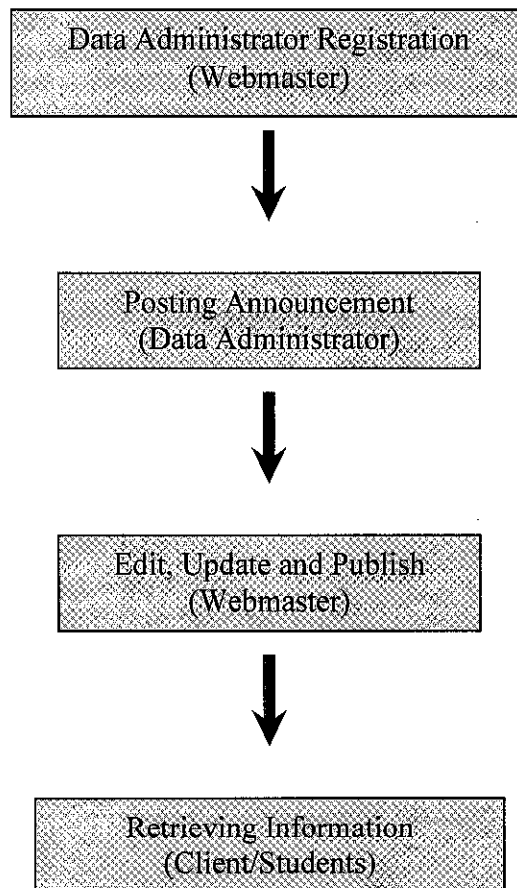 Data Administrator Registration
(Webmaster)
Posting Announcement
(Data Administrator)
Edit, Update and Publish
(Webmaster)
Retrieving Information
(Client/Students)